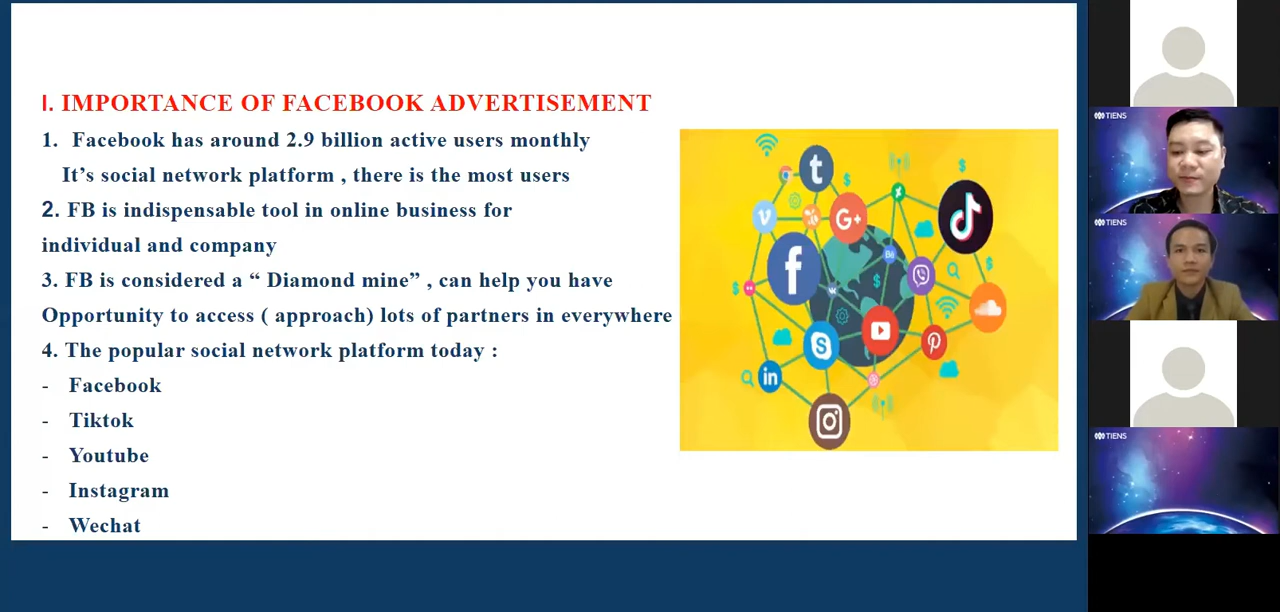 I. IMPORTANCE OF FACEBOOK ADVERTISEMENT
1. Facebook has around 2.9 billion active users monthly
It's social network platform , there is the most users
2. FB is indispensable tool in online business for
individual and company
3. FB is considered a “ Diamond mine” , can help you have
Opportunity to access ( approach) lots of partners in everywhere
4. The popular social network platform today :
- Facebook
- Tiktok
- Youtube
- Instagram
- Wechat
t
G+
f
in
TIENS
TIENS
TIENS